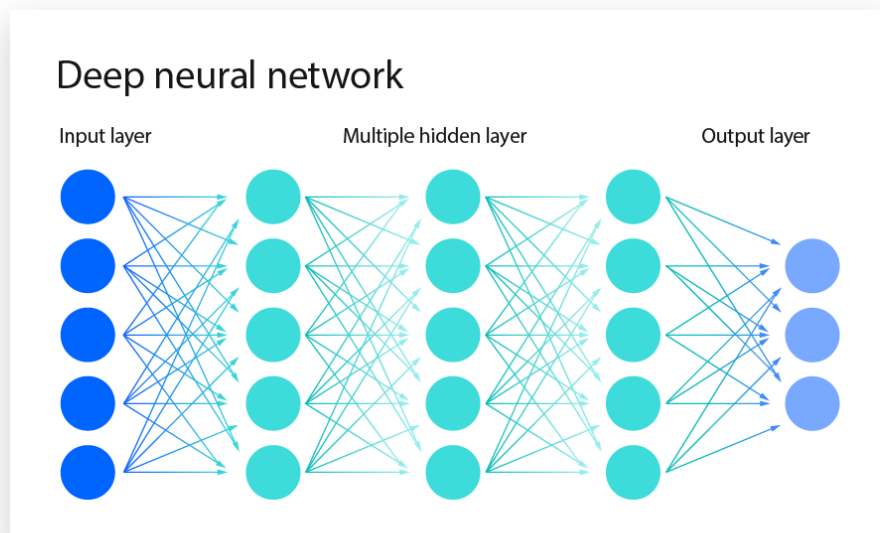 Deep neural network
Input layer
Multiple hidden layer
Output layer